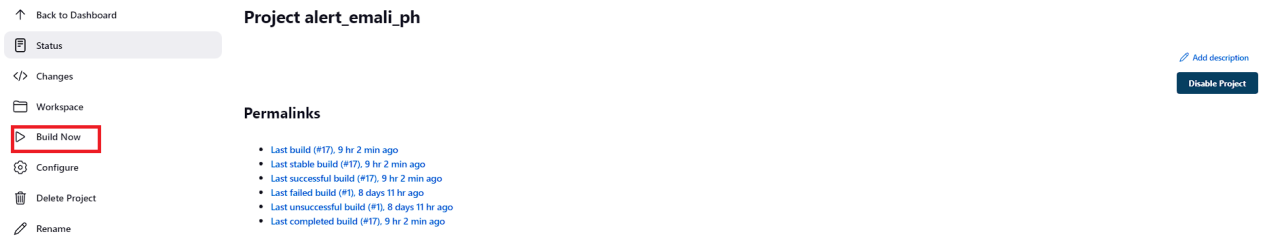 Back to Dashboard
Status
Changes
Workspace
Build Now
Configure
Delete Project
Rename
Project alert_emali_ph
Add description
Disable Project
Permalinks
Last build (#17), 9 hr 2 min ago
Last stable build (#17), 9 hr 2 min ago
Last successful build (#17), 9 hr 2 min ago
Last failed build (#1), 8 days 11 hr ago
Last unsuccessful build (#1), 8 days 11 hr ago
Last completed build (#17), 9 hr 2 min ago